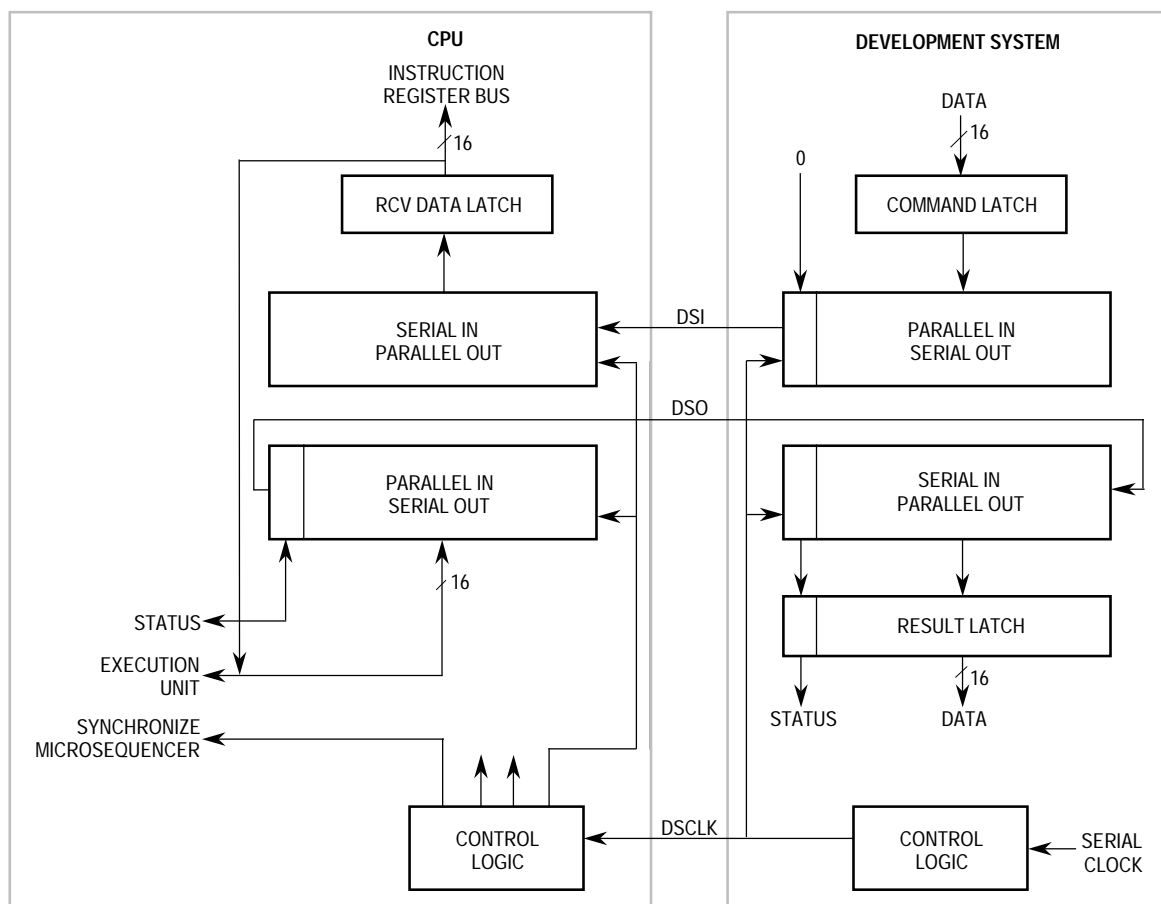 CPU
INSTRUCTION
REGISTER BUS
16
RCV DATA LATCH
SERIAL IN
PARALLEL OUT
PARALLEL IN
SERIAL OUT
16
STATUS
EXECUTION
UNIT
SYNCHRONIZE
MICROSEQUENCER
CONTROL
LOGIC
DSI
DSO
DSCLK
DEVELOPMENT SYSTEM
DATA
16
0
COMMAND LATCH
PARALLEL IN
SERIAL OUT
SERIAL IN
PARALLEL OUT
RESULT LATCH
16
STATUS
DATA
CONTROL
LOGIC
SERIAL
CLOCK